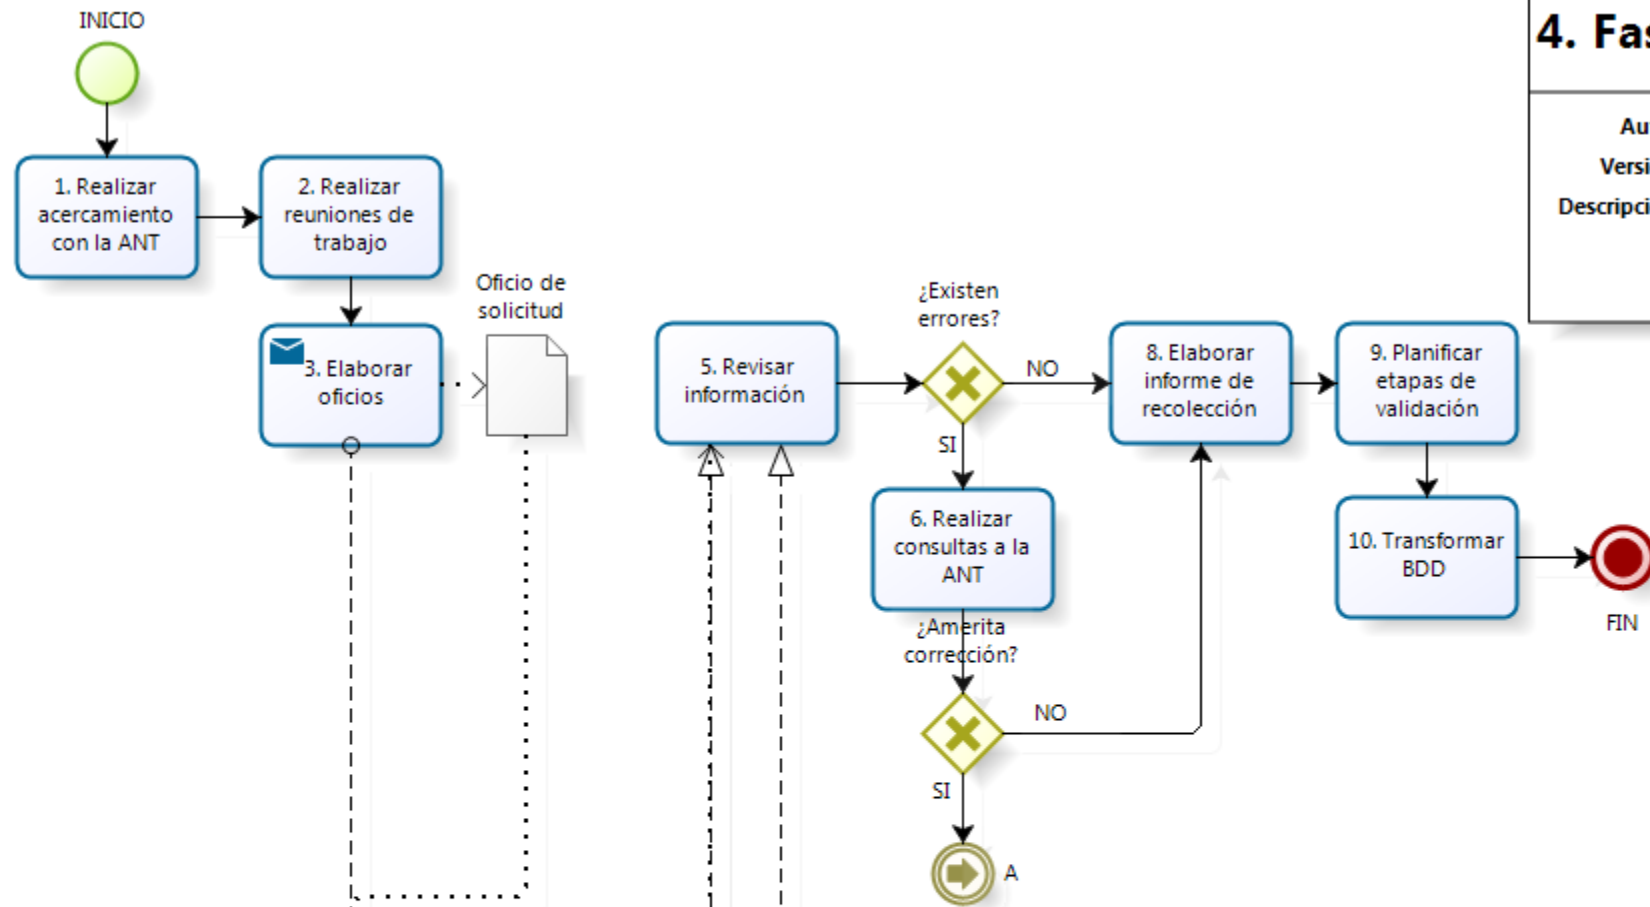 INICIO
1. Realizar
acercamiento
con la ANT
2. Realizar
reuniones de
trabajo
3. Elaborar
oficios
Oficio de
solicitud
5. Revisar
información
¿Existen
errores?
NO
SI
6. Realizar
consultas a la
ANT
¿Amerita
corrección?
NO
SI
A
8. Elaborar
informe de
recolección
9. Planificar
etapas de
validación
10. Transformar
BDD
FIN
4. Fas
Au
Versi
Descripci